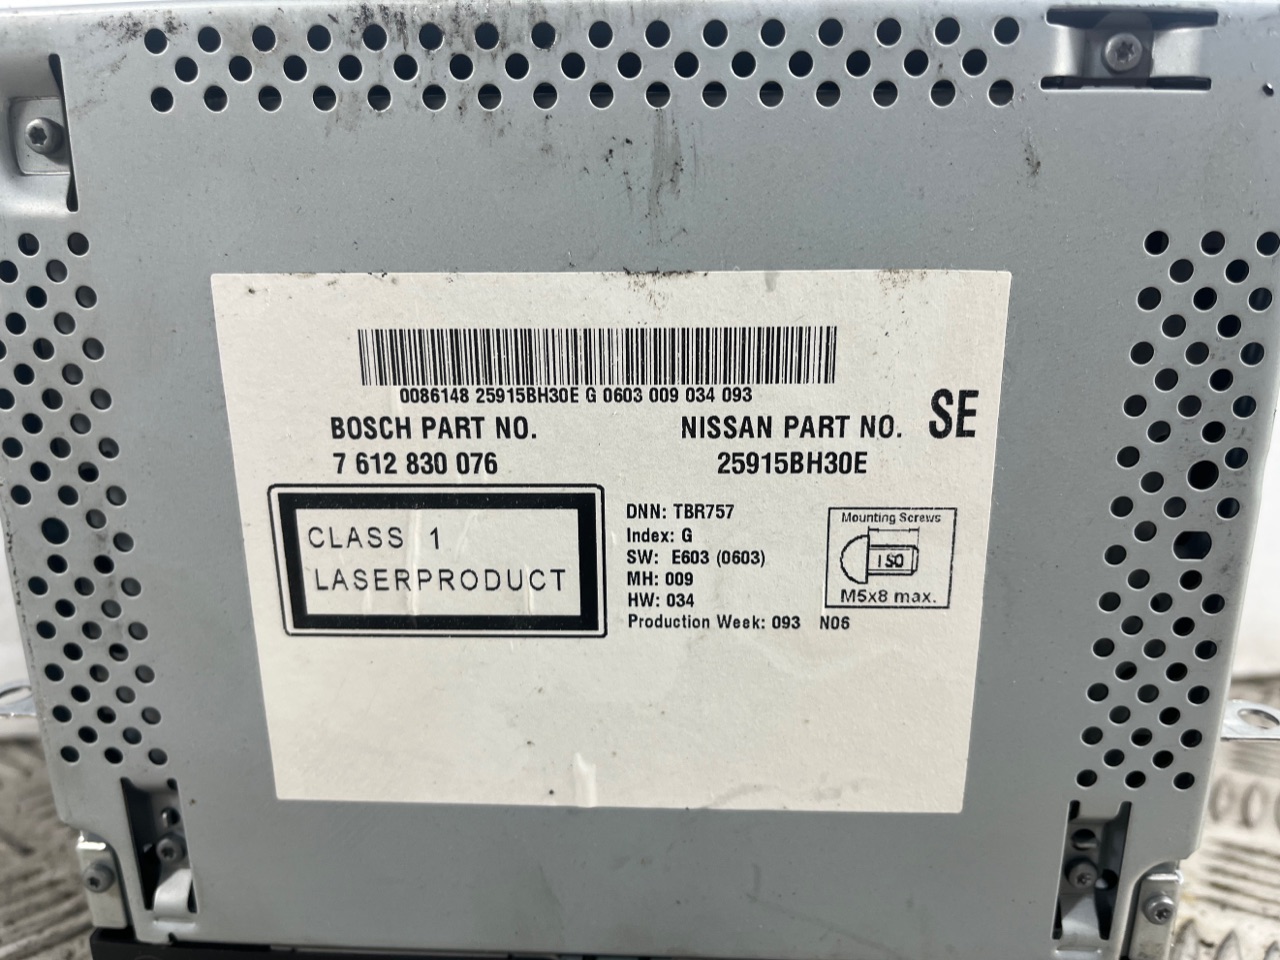 0086148 25915BH30E G 0603 009 034 093
BOSCH PART NO.
7 612 830 076
NISSAN PART NO.
25915BH30E
SE
CLASS 1
LASERPRODUCT
DNN: TBR757
Index: G
SW: E603 (0603)
MH: 009
HW: 034
Production Week: 093 N06
Mounting Screws
ISO
M5x8 max.